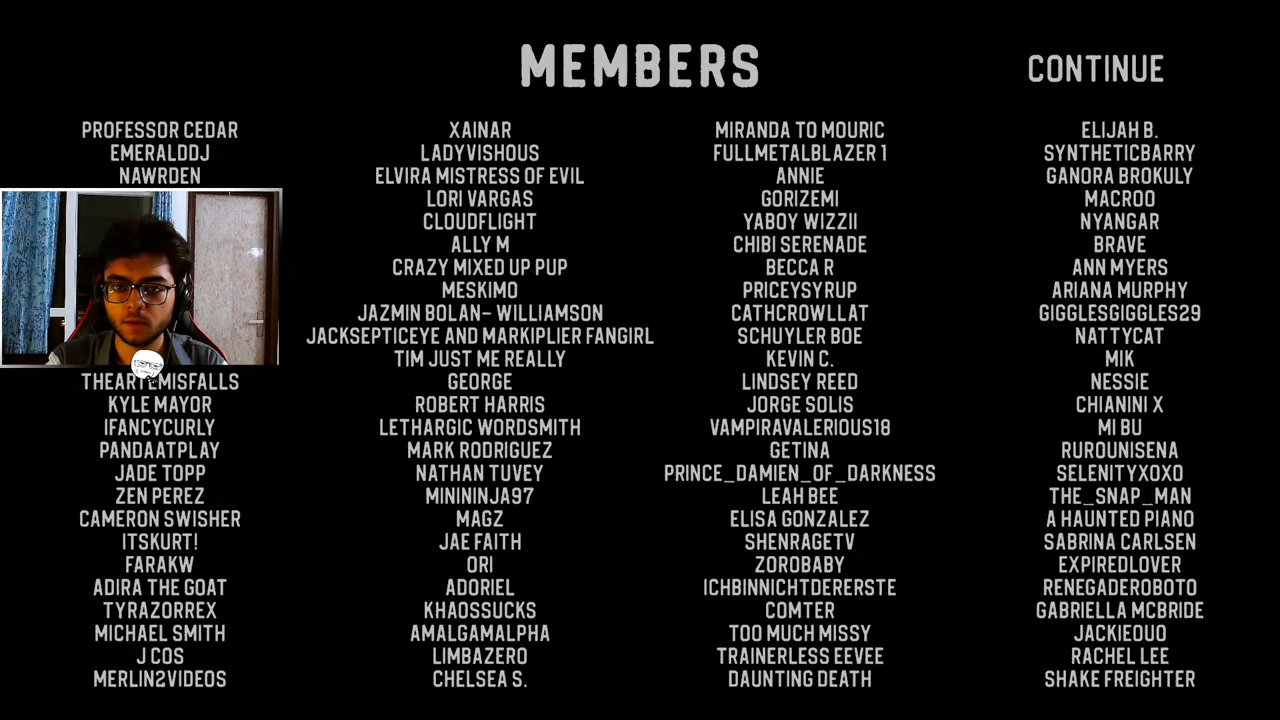 MEMBERS
CONTINUE
PROFESSOR CEDAR
EMERALDDJ
NAWRDEN
THEARTEMISFALLS
KYLE MAYOR
IFANCYCURLY
PANDAATPLAY
JADE TOPP
ZEN PEREZ
CAMERON SWISHER
ITSKURT!
FARAKW
ADIRA THE GOAT
TYRAZORREX
MICHAEL SMITH
J COS
MERLIN2VIDEOS
XAINAR
LADYVISHOUS
ELVIRA MISTRESS OF EVIL
LORI VARGAS
CLOUDFLIGHT
ALLY M
CRAZY MIXED UP PUP
MESKIMO
JAZMIN BOLAN- WILLIAMSON
JACKSEPTICEYE AND MARKIPLIER FANGIRL
TIM JUST ME REALLY
GEORGE
ROBERT HARRIS
LETHARGIC WORDSMITH
MARK RODRIGUEZ
NATHAN TUVEY
MINININJA97
MAGZ
JAE FAITH
ORI
ADORIEL
KHAOSSUCKS
AMALGAMALPHA
LIMBAZERO
CHELSEA S.
MIRANDA TO MOURIC
FULLMETALBLAZER 1
ANNIE
GORIZEMI
YABOY WIZZII
CHIBI SERENADE
BECCA R
PRICEYSYRUP
CATHCROWLLAT
SCHUYLER BOE
KEVIN C.
LINDSEY REED
JORGE SOLIS
VAMPIRAVALERIOUS18
GETINA
PRINCE_DAMIEN_OF_DARKNESS
LEAH BEE
ELISA GONZALEZ
SHENRAGETV
ZOROBABY
ICHBINNICHTDERERSTE
COMTER
TOO MUCH MISSY
TRAINERLESS EEVEE
DAUNTING DEATH
ELIJAH B.
SYNTHETICBARRY
GANORA BROKULY
MACROO
NYANGAR
BRAVE
ANN MYERS
ARIANA MURPHY
GIGGLESGIGGLES29
NATTYCAT
MIK
NESSIE
CHIANINI X
MI BU
RUROUNISENA
SELENITYXOXO
THE_SNAP_MAN
A HAUNTED PIANO
SABRINA CARLSEN
EXPIREDLOVER
RENEGADEROBOTO
GABRIELLA MCBRIDE
JACKIEOUO
RACHEL LEE
SHAKE FREIGHTER